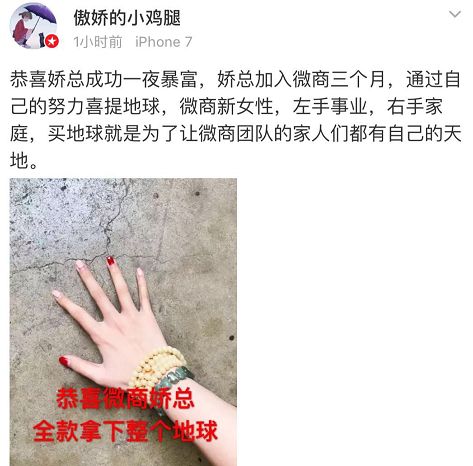 傲娇的小鸡腿
1小时前 iPhone 7
恭喜娇总成功一夜暴富，娇总加入微商三个月，通过自
己的努力喜提地球，微商新女性，左手事业，右手家
庭，买地球就是为了让微商团队的家人们都有自己的天
地。
恭喜微商娇总
全款拿下整个地球